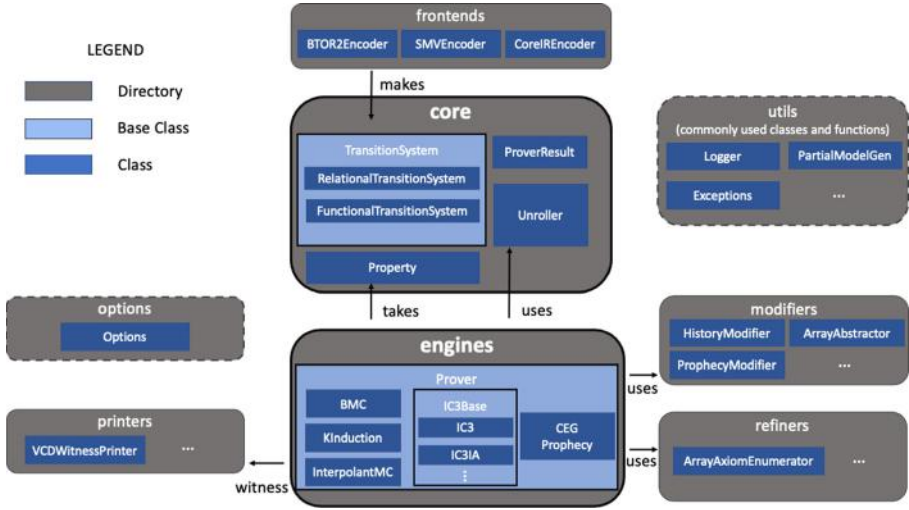 frontends
BTOR2Encoder
SMVEncoder
CoreIREncoder
LEGEND
Directory
Base Class
Class
makes
core
TransitionSystem
RelationalTransitionSystem
FunctionalTransitionSystem
ProverResult
Unroller
Property
utils
(commonly used classes and functions)
Logger
PartialModelGen
Exceptions
...
takes
uses
options
Options
engines
Prover
BMC
KInduction
InterpolantMC
IC3Base
IC3
IC3IA
⋮
CEG
Prophecy
uses
modifiers
HistoryModifier
ArrayAbstractor
ProphecyModifier
...
printers
VCDWitnessPrinter
...
witness
uses
refiners
ArrayAxiomEnumerator
...